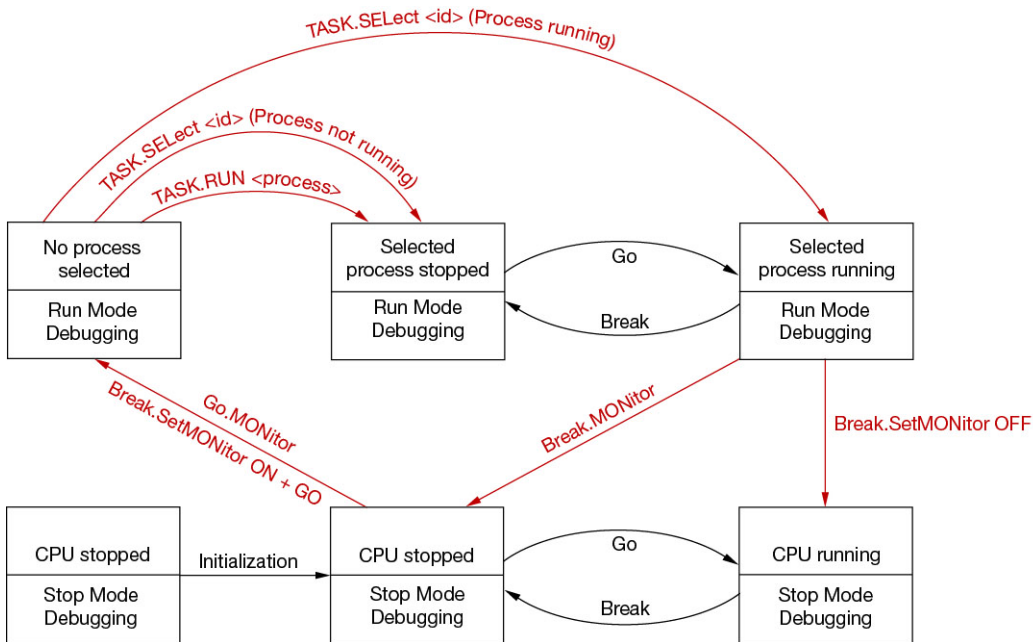 TASK.SELect <id> (Process running)
TASK.SELect <id> (Process not running)
TASK.RUN <process>
No process
selected
Run Mode
Debugging
Selected
process stopped
Run Mode
Debugging
Go
Break
Selected
process running
Run Mode
Debugging
Go.MONitor
Break.SetMONitor ON + GO
Break.MONitor
Break.SetMONitor OFF
CPU stopped
Stop Mode
Debugging
Initialization
CPU stopped
Stop Mode
Debugging
Go
Break
CPU running
Stop Mode
Debugging